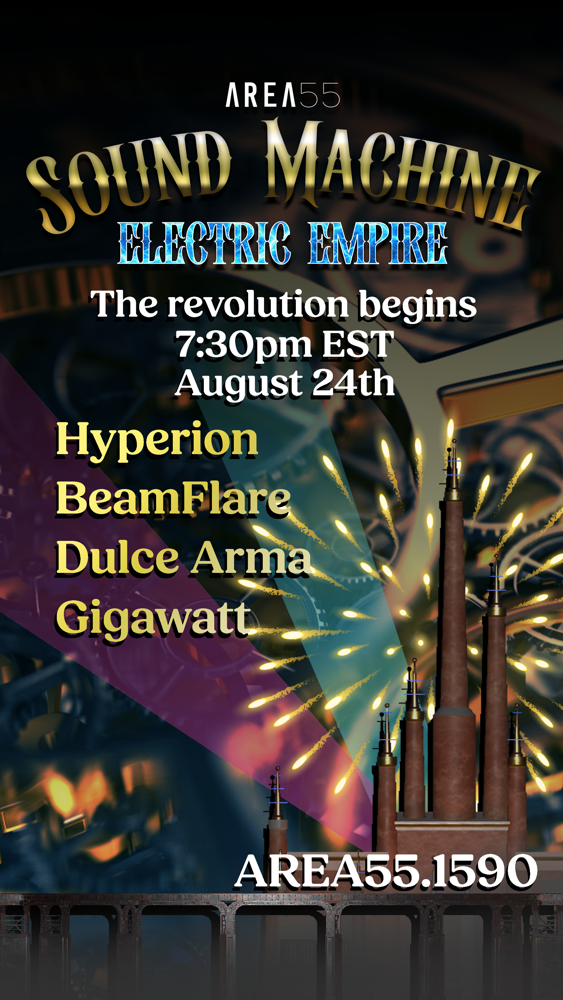 AREA55
SOUND MACHINE
ELECTRIC EMPIRE
The revolution begins
7:30pm EST
August 24th
Hyperion
BeamFlare
Dulce Arma
Gigawatt
AREA55.1590